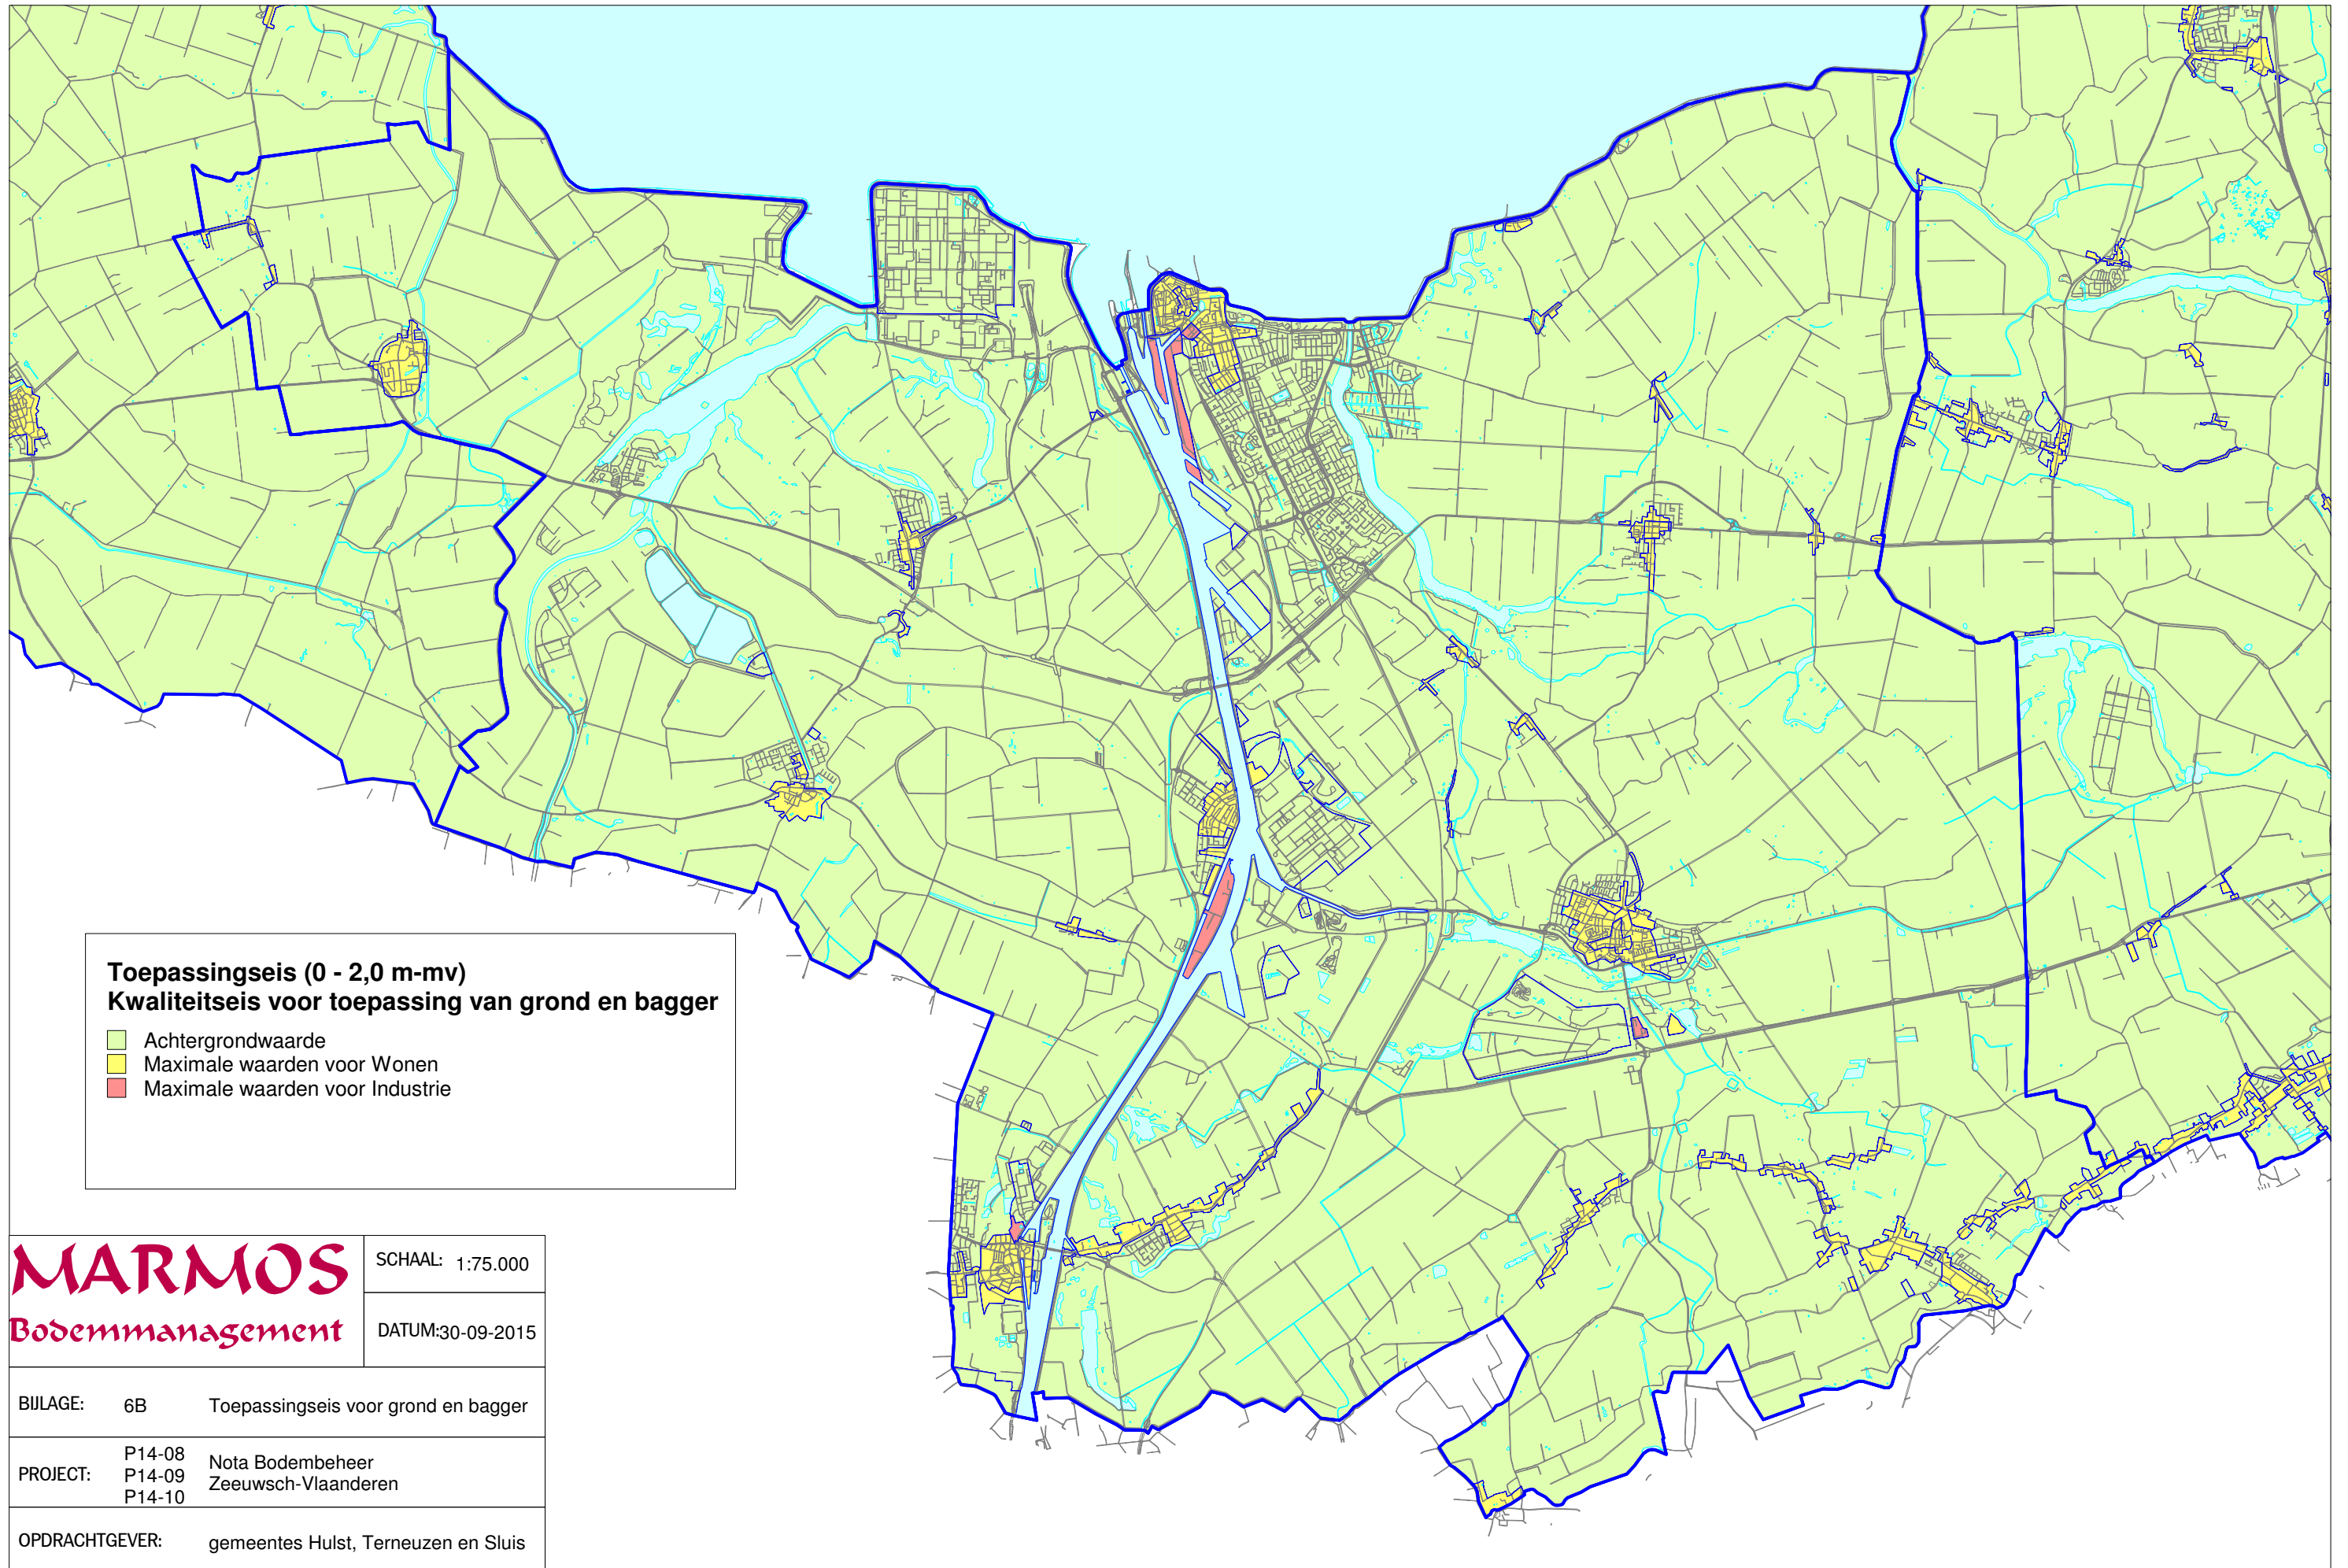 Toepassingseis (0 - 2,0 m-mv)
Kwaliteitseis voor toepassing van grond en bagger
Achtergrondwaarde
Maximale waarden voor Wonen
Maximale waarden voor Industrie
MARMOS
Bodemmanagement
SCHAAL: 1:75.000
DATUM:30-09-2015
BIJLAGE: 6B Toepassingseis voor grond en bagger
PROJECT:
P14-08
P14-09
P14-10
Nota Bodembeheer
Zeeuwsch-Vlaanderen
OPDRACHTGEVER: gemeentes Hulst, Terneuzen en Sluis